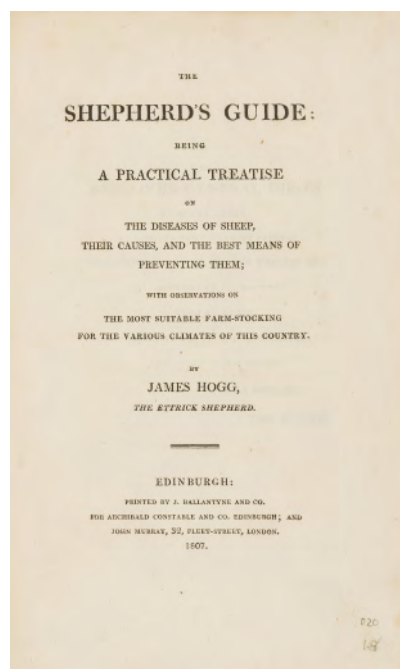 THE
SHEPHERD'S GUIDE:
BEING
A PRACTICAL TREATISE
ON
THE DISEASES OF SHEEP,
THEIR CAUSES, AND THE BEST MEANS OF
PREVENTING THEM;
WITH OBSERVATIONS ON
THE MOST SUITABLE FARM-STOCKING
FOR THE VARIOUS CLIMATES OF THIS COUNTRY.
BY
JAMES HOGG,
THE ETTRICK SHEPHERD.
EDINBURGH:
PRINTED BY J. BALLANTYNE AND CO.
FOR ARCHIBALD CONSTABLE AND CO. EDINBURGH; AND
JOHN MURRAY, 32, FLEET-STREET, LONDON.
1807.